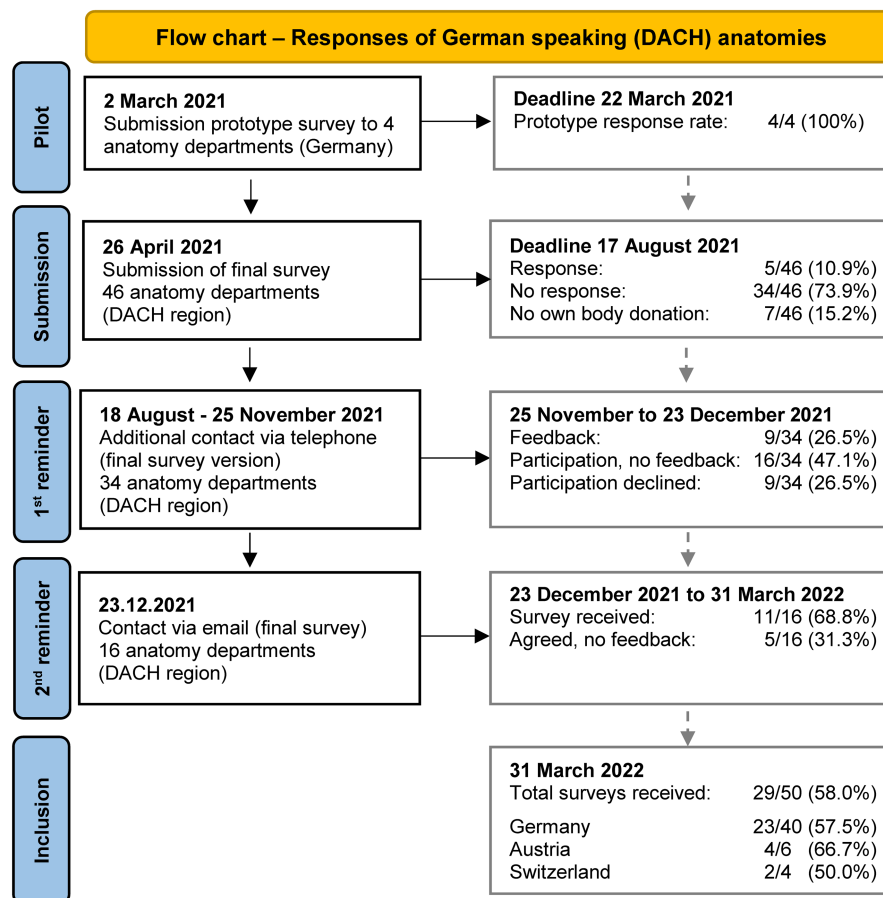 Flow chart – Responses of German speaking (DACH) anatomies
Pilot
2 March 2021
Submission prototype survey to 4
anatomy departments (Germany)
Deadline 22 March 2021
Prototype response rate: 4/4 (100%)
Submission
26 April 2021
Submission of final survey
46 anatomy departments
(DACH region)
Deadline 17 August 2021
Response: 5/46 (10.9%)
No response: 34/46 (73.9%)
No own body donation: 7/46 (15.2%)
1st reminder
18 August - 25 November 2021
Additional contact via telephone
(final survey version)
34 anatomy departments
(DACH region)
25 November to 23 December 2021
Feedback: 9/34 (26.5%)
Participation, no feedback: 16/34 (47.1%)
Participation declined: 9/34 (26.5%)
2nd reminder
23.12.2021
Contact via email (final survey)
16 anatomy departments
(DACH region)
23 December 2021 to 31 March 2022
Survey received: 11/16 (68.8%)
Agreed, no feedback: 5/16 (31.3%)
Inclusion
31 March 2022
Total surveys received: 29/50 (58.0%)
Germany 23/40 (57.5%)
Austria 4/6 (66.7%)
Switzerland 2/4 (50.0%)